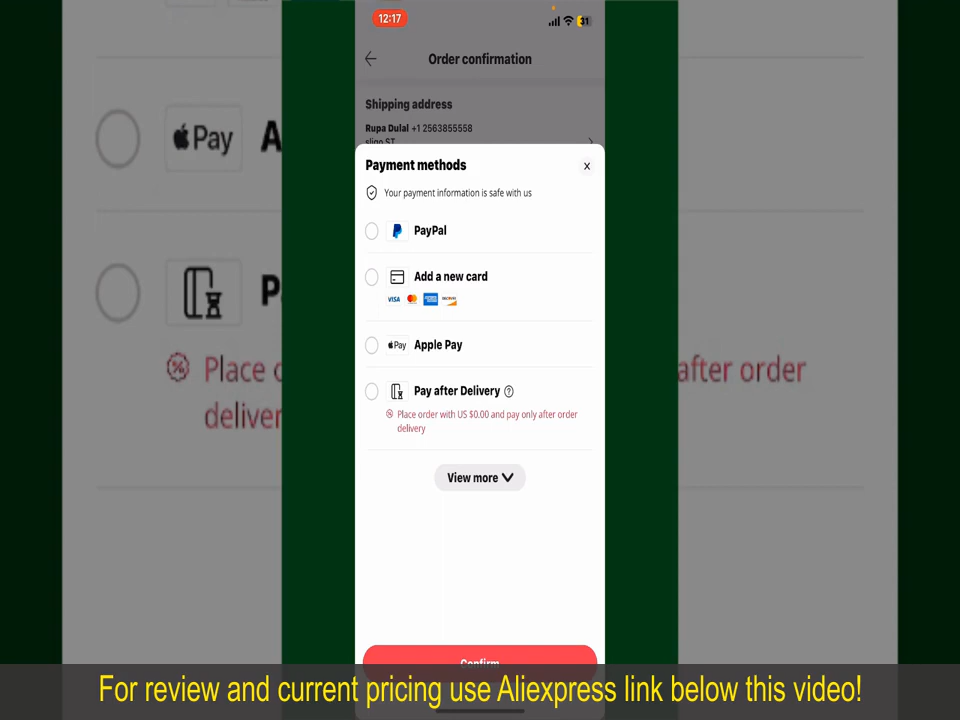 12:17
31
Order confirmation
Shipping address
Rupa Dulal +1 2563855558
sligo ST
Payment methods
X
Your payment information is safe with us
PayPal
Add a new card
VISA
Pay Apple Pay
Pay after Delivery ?
Place order with US $0.00 and pay only after order
delivery
View more
Confirm
Pay A
P
Place
deliver
after order
For review and current pricing use Aliexpress link below this video!